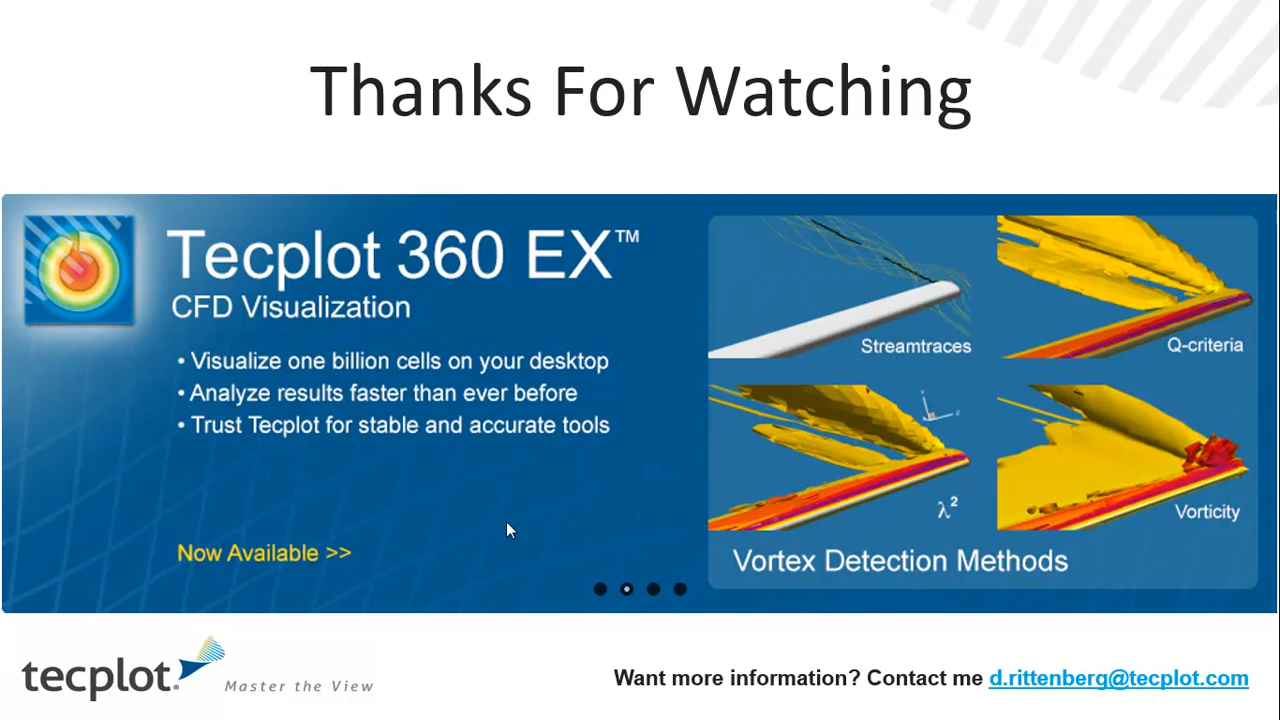 Thanks For Watching
Tecplot 360 EX™
CFD Visualization
• Visualize one billion cells on your desktop
• Analyze results faster than ever before
• Trust Tecplot for stable and accurate tools
Now Available >>
Streamtraces
Q-criteria
λ²
Vorticity
Vortex Detection Methods
tecplot® Master the View
Want more information? Contact me d.rittenberg@tecplot.com